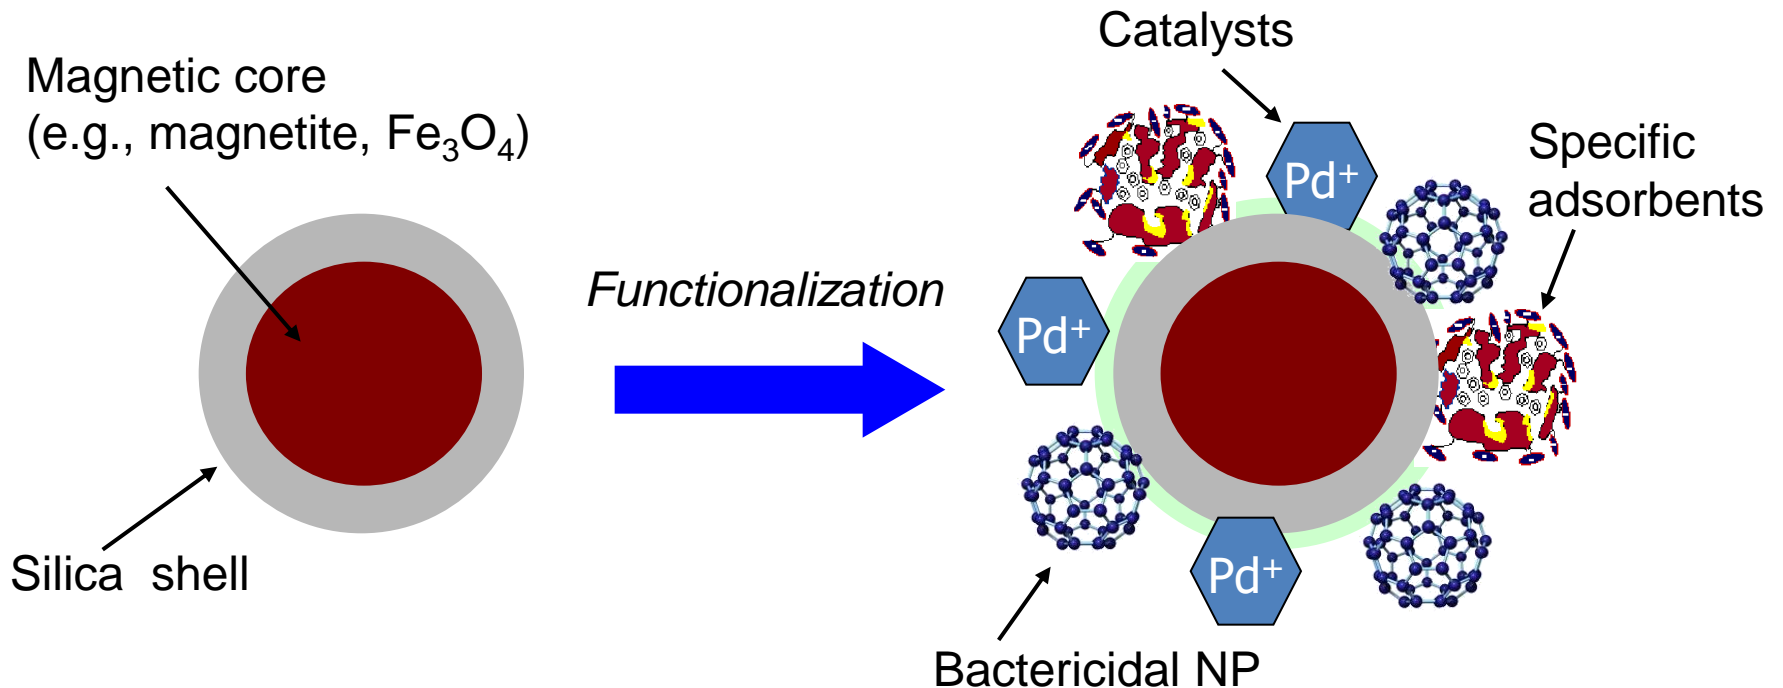 Magnetic core
(e.g., magnetite, Fe₃O₄)
Silica shell
Functionalization
Catalysts
Pd⁺
Specific
adsorbents
Pd⁺
Pd⁺
Bactericidal NP